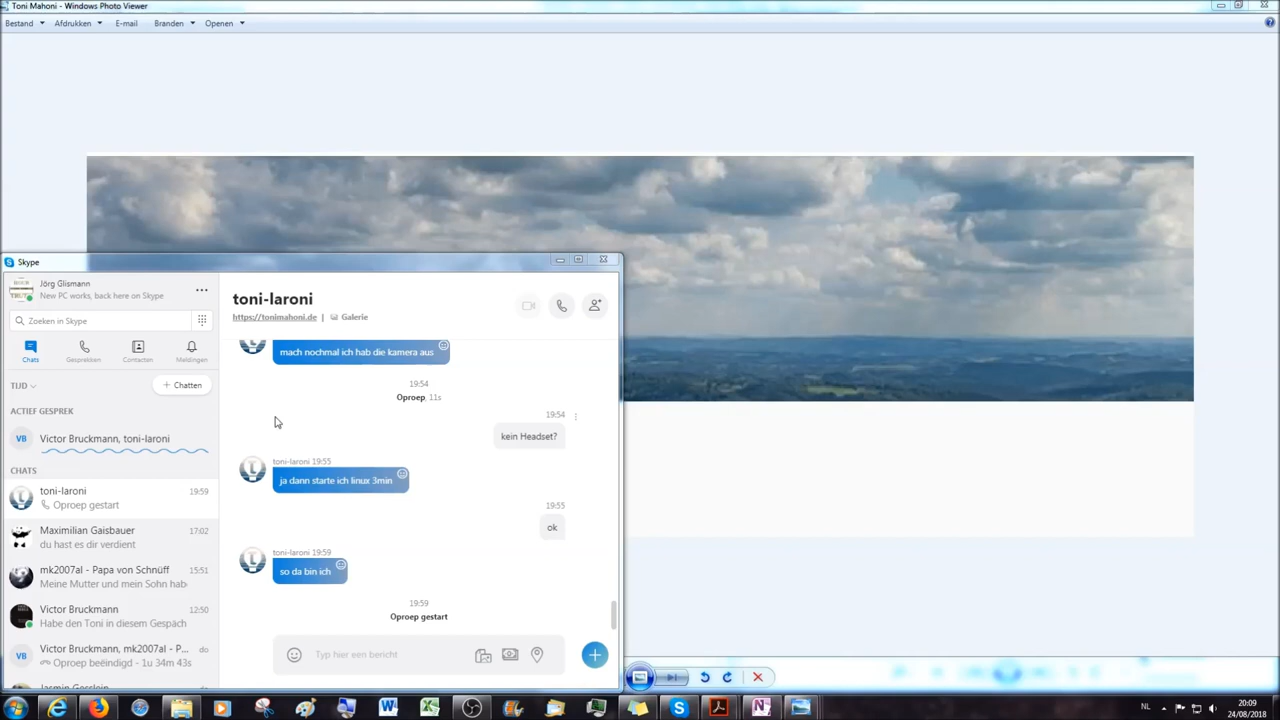 Toni Mahoni - Windows Photo Viewer
Bestand Afdrukken E-mail Branden Openen
Skype
Jörg Glismann
New PC works, back here on Skype
Zoeken in Skype
Chats Gesprekken Contacten Meldingen
TIJD + Chatten
ACTIEF GESPREK
VB Victor Bruckmann, toni-laroni
CHATS
toni-laroni 19:59
Oproep gestart
Maximilian Gaisbauer 17:02
du hast es dir verdient
mk2007al - Papa von Schnüff 15:51
Meine Mutter und mein Sohn hab
Victor Bruckmann 12:50
Habe den Toni in diesem Gespräch
VB Victor Bruckmann, mk2007al - P... do
Oproep beëindigd - 1u 34m 43s
toni-laroni
https://tonimahoni.de | Galerie
mach nochmal ich hab die kamera aus
19:54
Oproep, 11s
19:54
kein Headset?
toni-laroni 19:55
ja dann starte ich linux 3min
19:55
ok
toni-laroni 19:59
so da bin ich
19:59
Oproep gestart
Typ hier een bericht
NL 20:09
24/08/2018